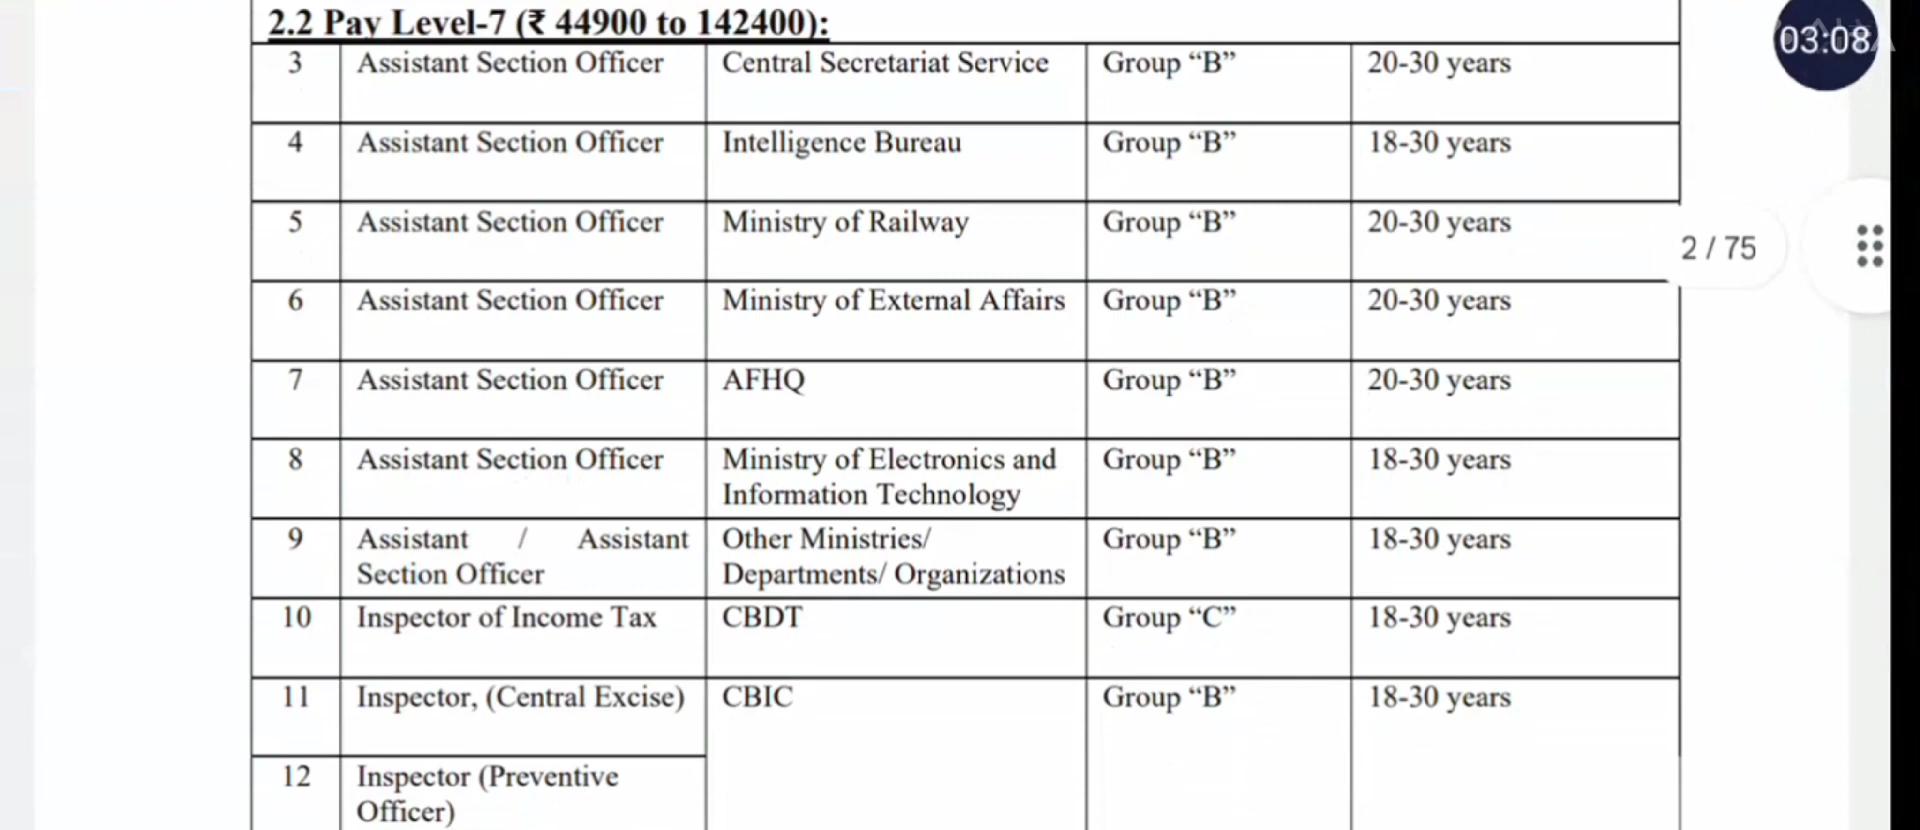 2.2 Pay Level-7 (₹ 44900 to 142400):
3 Assistant Section Officer Central Secretariat Service Group “B” 20-30 years
4 Assistant Section Officer Intelligence Bureau Group “B” 18-30 years
5 Assistant Section Officer Ministry of Railway Group “B” 20-30 years
6 Assistant Section Officer Ministry of External Affairs Group “B” 20-30 years
7 Assistant Section Officer AFHQ Group “B” 20-30 years
8 Assistant Section Officer Ministry of Electronics and Group “B” 18-30 years
Information Technology
9 Assistant / Assistant Other Ministries/ Group “B” 18-30 years
Section Officer Departments/ Organizations
10 Inspector of Income Tax CBDT Group “C” 18-30 years
11 Inspector, (Central Excise) CBIC Group “B” 18-30 years
12 Inspector (Preventive
Officer)
03:08
2 / 75